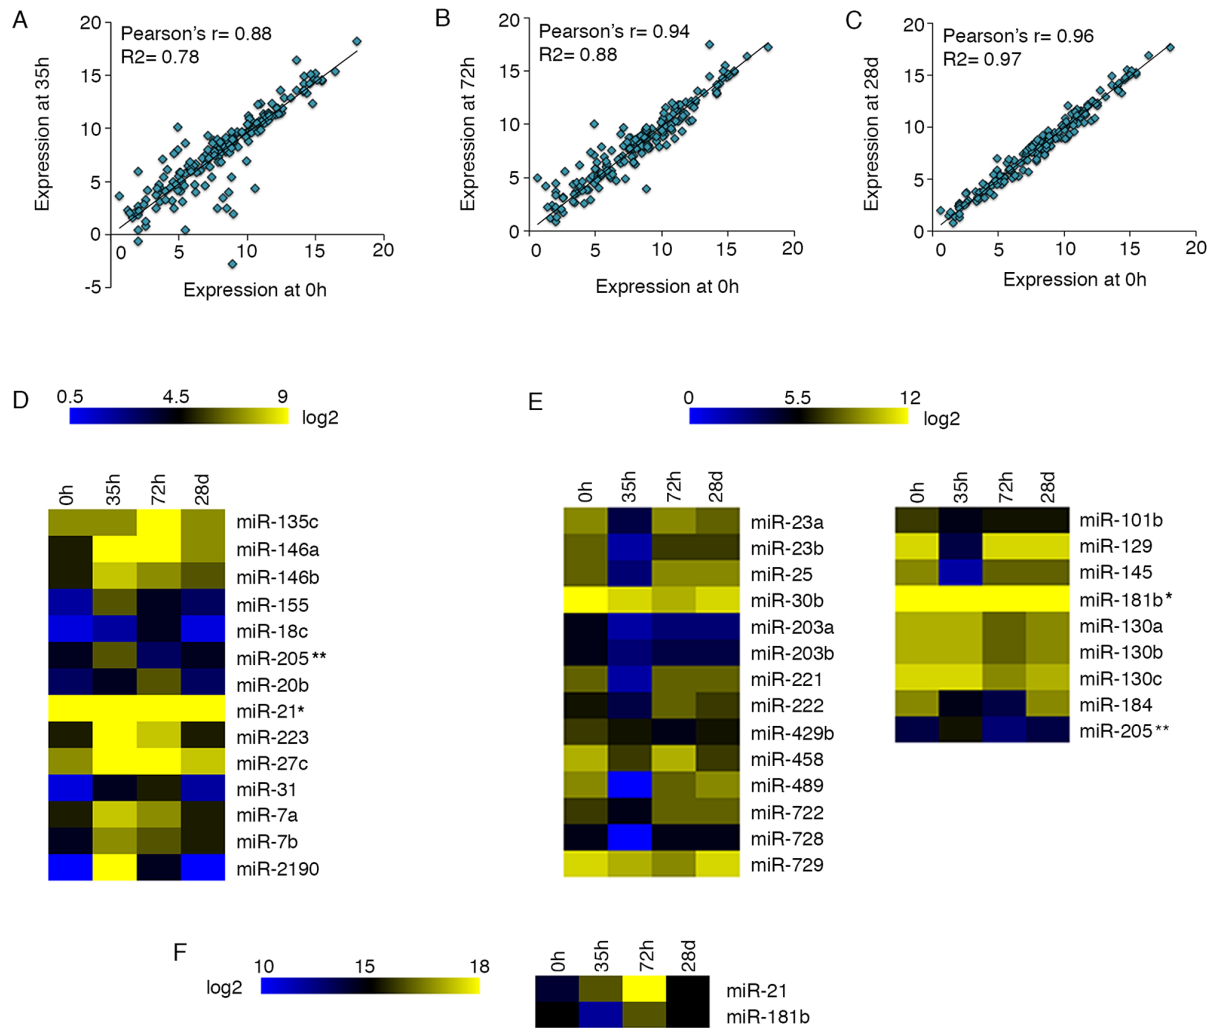 A
Pearson's r= 0.88
R2= 0.78
20
15
10
5
0
-5
0 5 10 15 20
Expression at 35h
Expression at 0h
B
Pearson's r= 0.94
R2= 0.88
20
15
10
5
0
0 5 10 15 20
Expression at 72h
Expression at 0h
C
Pearson's r= 0.96
R2= 0.97
20
15
10
5
0
0 5 10 15 20
Expression at 28d
Expression at 0h
D
0.5 4.5 9
log2
0h 35h 72h 28d
miR-135c
miR-146a
miR-146b
miR-155
miR-18c
miR-205**
miR-20b
miR-21*
miR-223
miR-27c
miR-31
miR-7a
miR-7b
miR-2190
E
0 5.5 12
log2
0h 35h 72h 28d
miR-23a
miR-23b
miR-25
miR-30b
miR-203a
miR-203b
miR-221
miR-222
miR-429b
miR-458
miR-489
miR-722
miR-728
miR-729
0h 35h 72h 28d
miR-101b
miR-129
miR-145
miR-181b*
miR-130a
miR-130b
miR-130c
miR-184
miR-205**
F
10 15 18
log2
0h 35h 72h 28d
miR-21
miR-181b